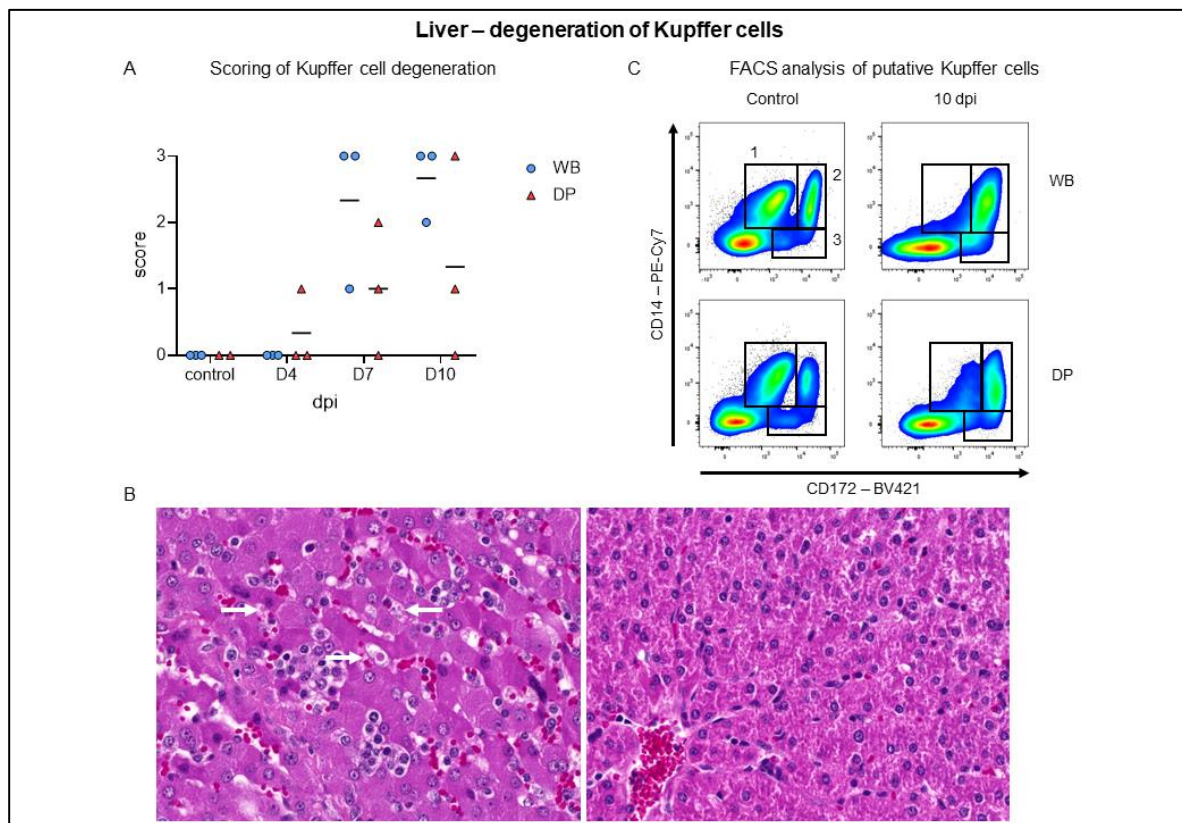 Liver – degeneration of Kupffer cells
A
Scoring of Kupffer cell degeneration
3
2
1
0
score
control
D4
D7
D10
dpi
WB
DP
C
FACS analysis of putative Kupffer cells
Control
10 dpi
1
2
3
WB
DP
CD14 – PE-Cy7
CD172 – BV421
B